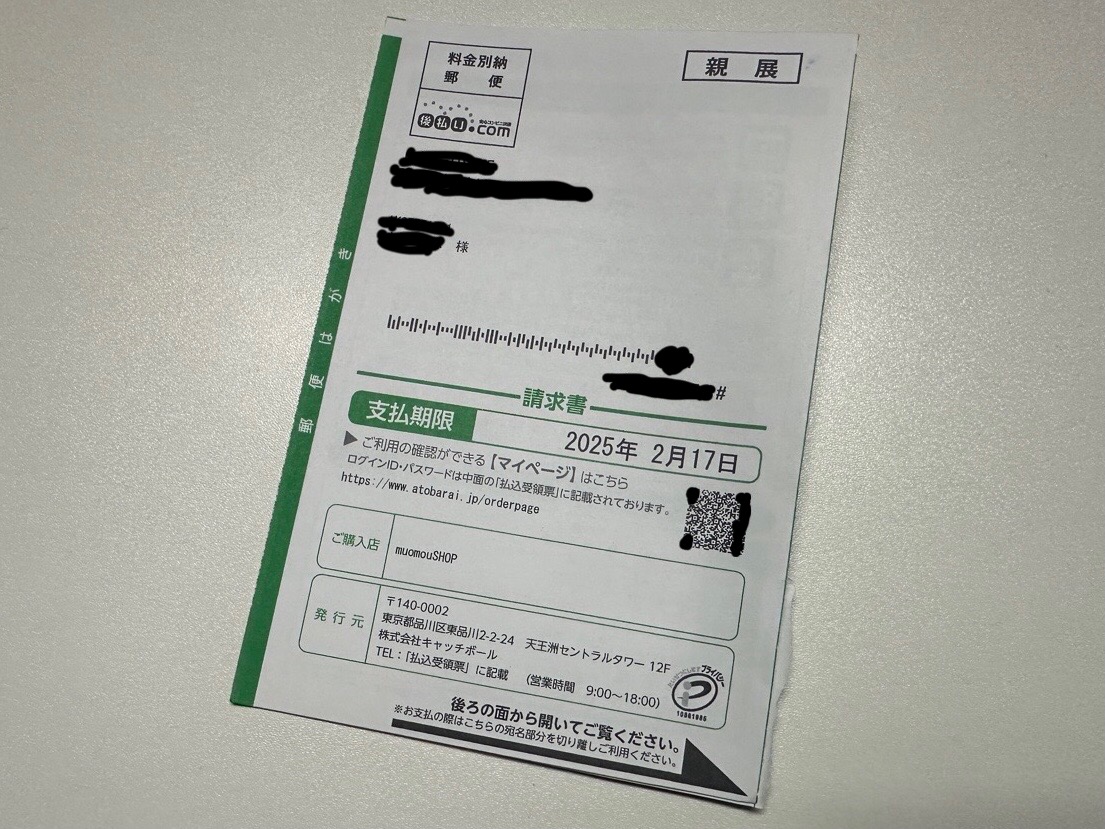 料金別納
郵便
後払い.com
親展
様
#
請求書
支払期限 2025年 2月17日
▶ご利用の確認ができる【マイページ】はこちら
ログインID・パスワードは中面の「払込受領票」に記載されております。
https://www.atobarai.jp/orderpage
ご購入店 muomouSHOP
発行元
〒140-0002
東京都品川区東品川2-2-24 天王洲セントラルタワー 12F
株式会社キャッチボール
TEL:「払込受領票」に記載 (営業時間 9:00〜18:00)
プライバシー
10861985
後ろの面から開いてご覧ください。
※お支払の際はこちらの宛名部分を切り離しご利用ください。
郵便はがき